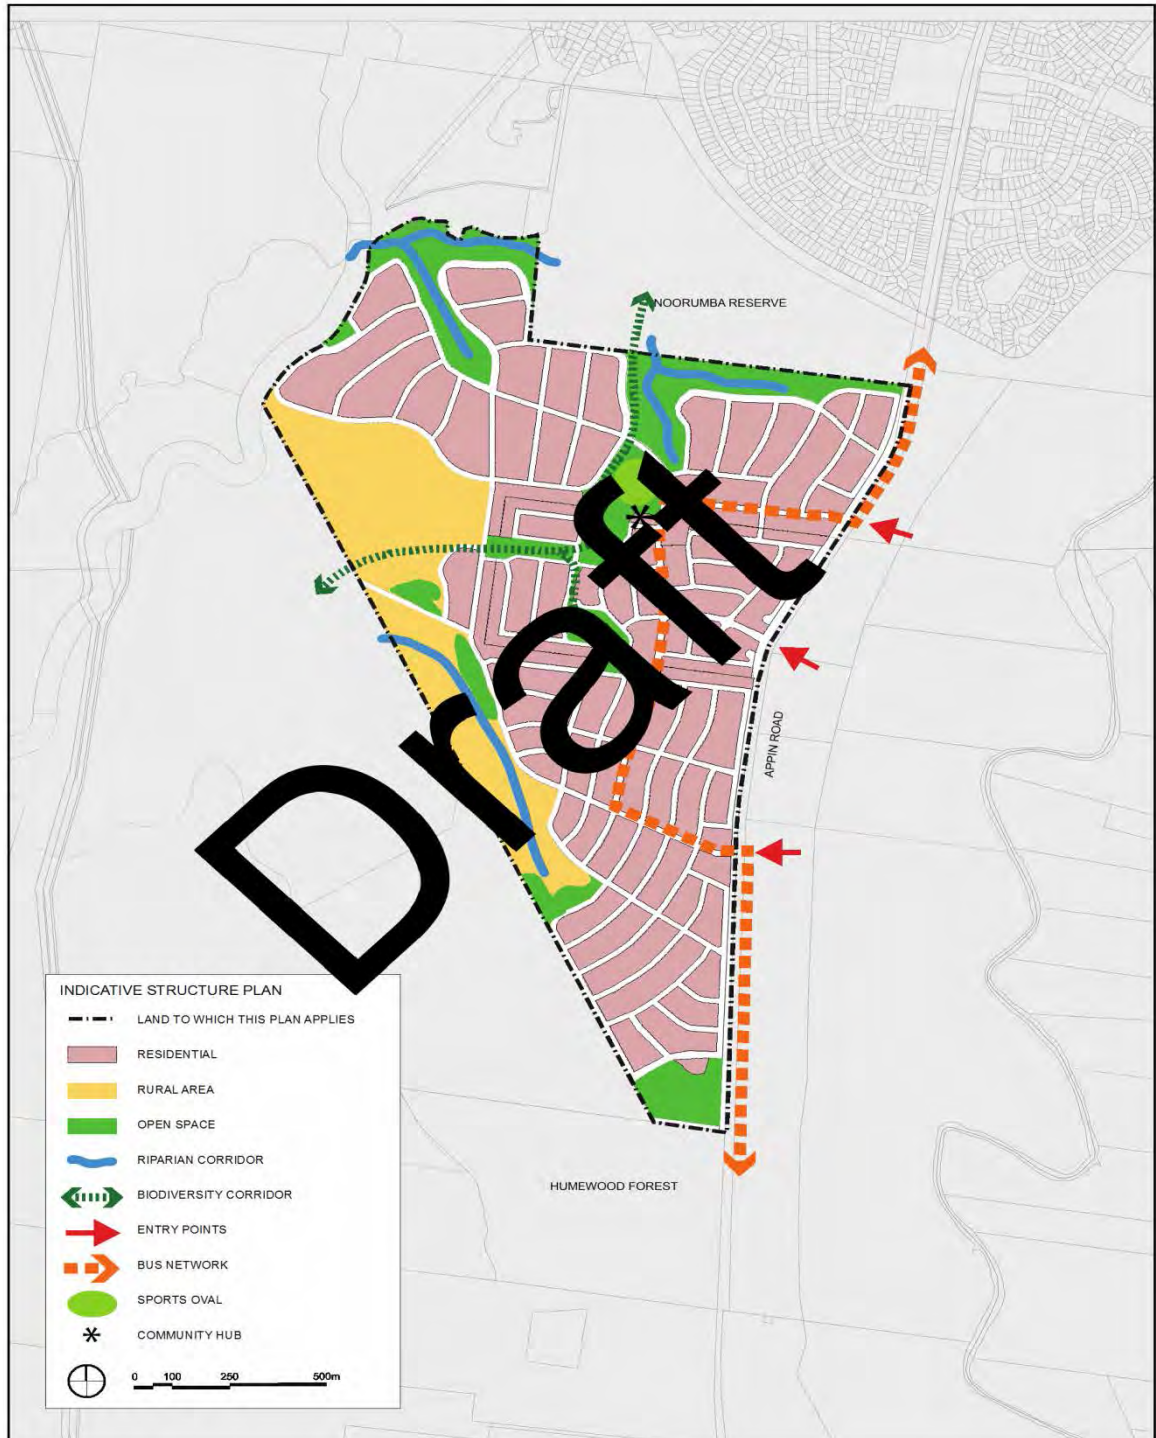 NOORUMBA RESERVE
APPIN ROAD
Draft
HUMEWOOD FOREST
INDICATIVE STRUCTURE PLAN
LAND TO WHICH THIS PLAN APPLIES
RESIDENTIAL
RURAL AREA
OPEN SPACE
RIPARIAN CORRIDOR
BIODIVERSITY CORRIDOR
ENTRY POINTS
BUS NETWORK
SPORTS OVAL
COMMUNITY HUB
0 100 250 500m